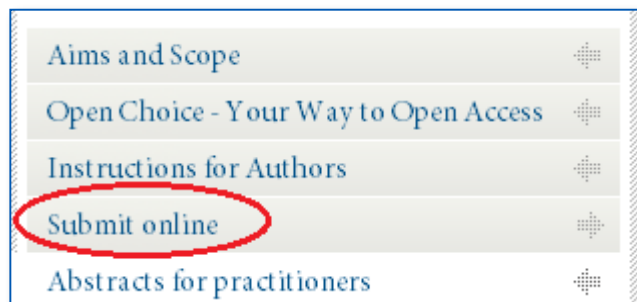 Aims and Scope
Open Choice - Your Way to Open Access
Instructions for Authors
Submit online
Abstracts for practitioners